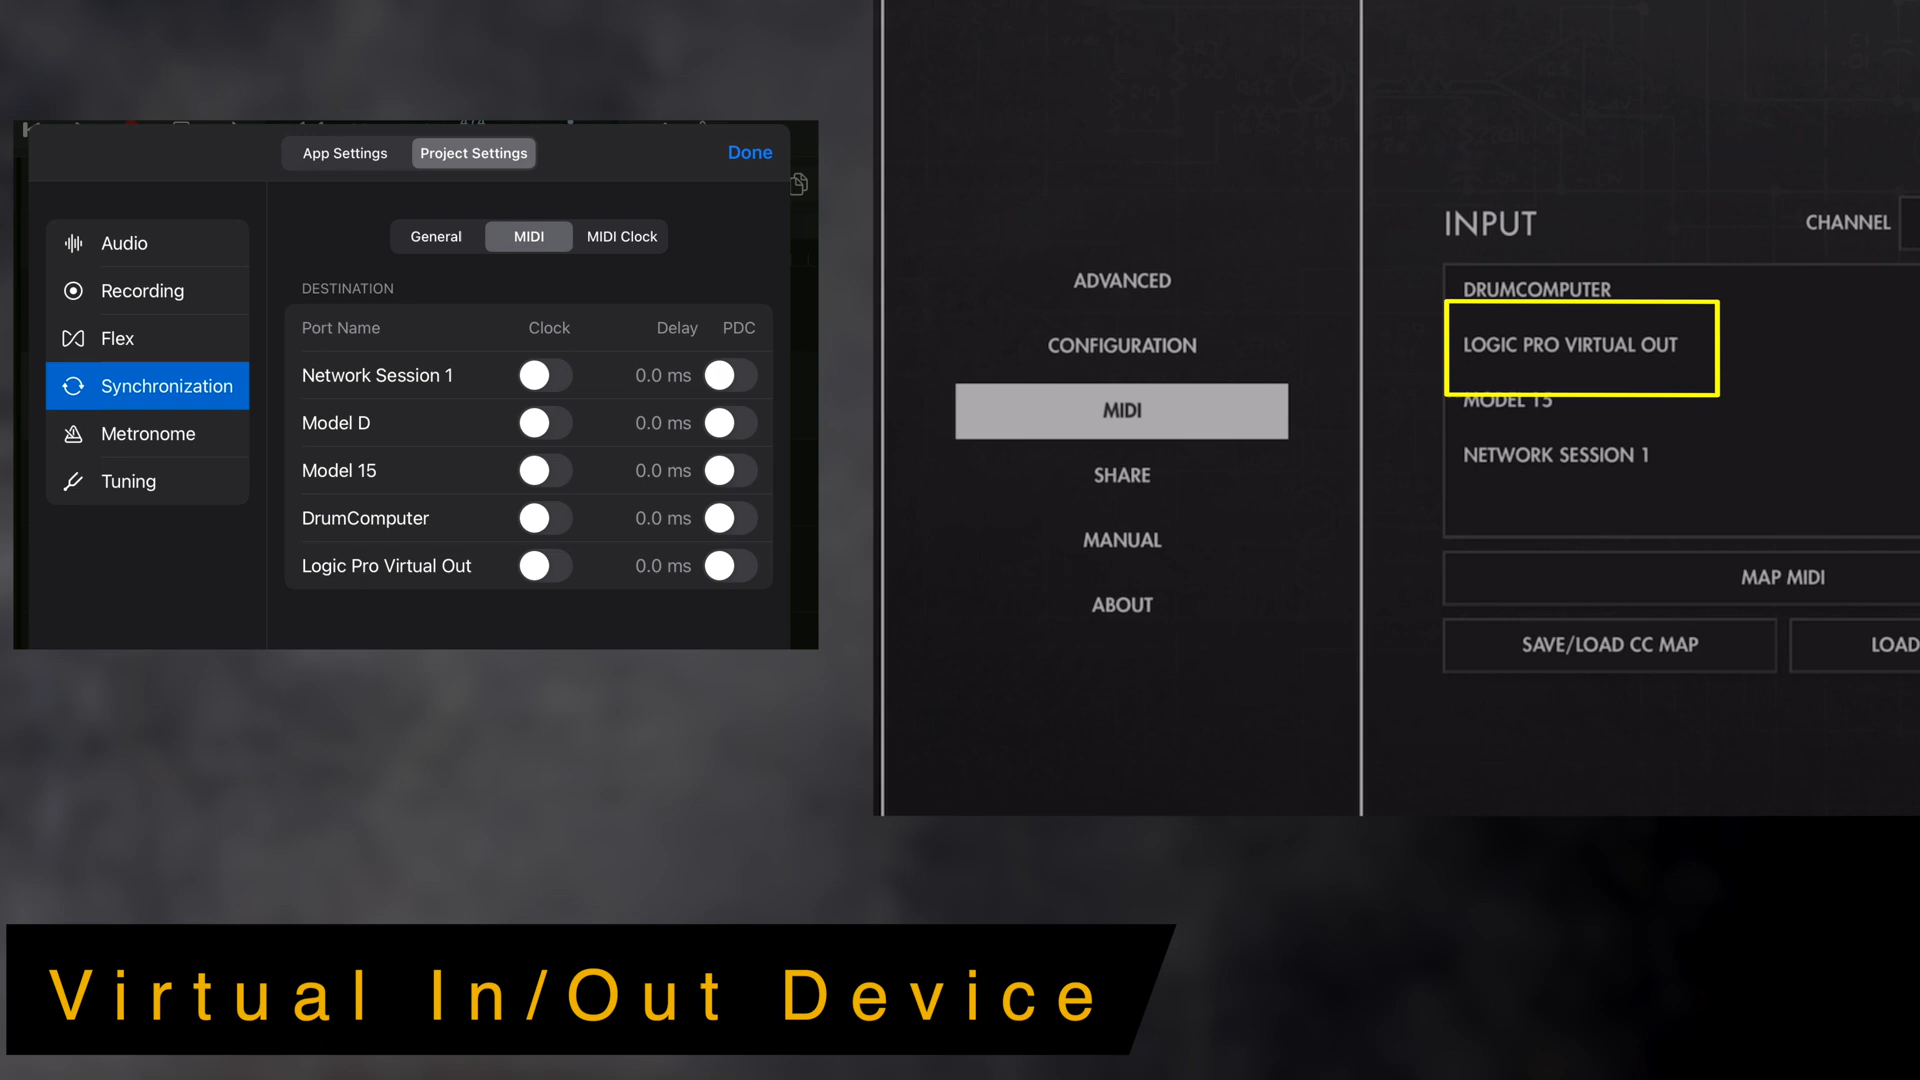 App Settings
Project Settings
Done
Audio
Recording
Flex
Synchronization
Metronome
Tuning
General
MIDI
MIDI Clock
DESTINATION
Port Name Clock Delay PDC
Network Session 1 0.0 ms
Model D 0.0 ms
Model 15 0.0 ms
DrumComputer 0.0 ms
Logic Pro Virtual Out 0.0 ms
ADVANCED
CONFIGURATION
MIDI
SHARE
MANUAL
ABOUT
INPUT
CHANNEL
DRUMCOMPUTER
LOGIC PRO VIRTUAL OUT
MODEL 15
NETWORK SESSION 1
MAP MIDI
SAVE/LOAD CC MAP
LOAD
Virtual In/Out Device